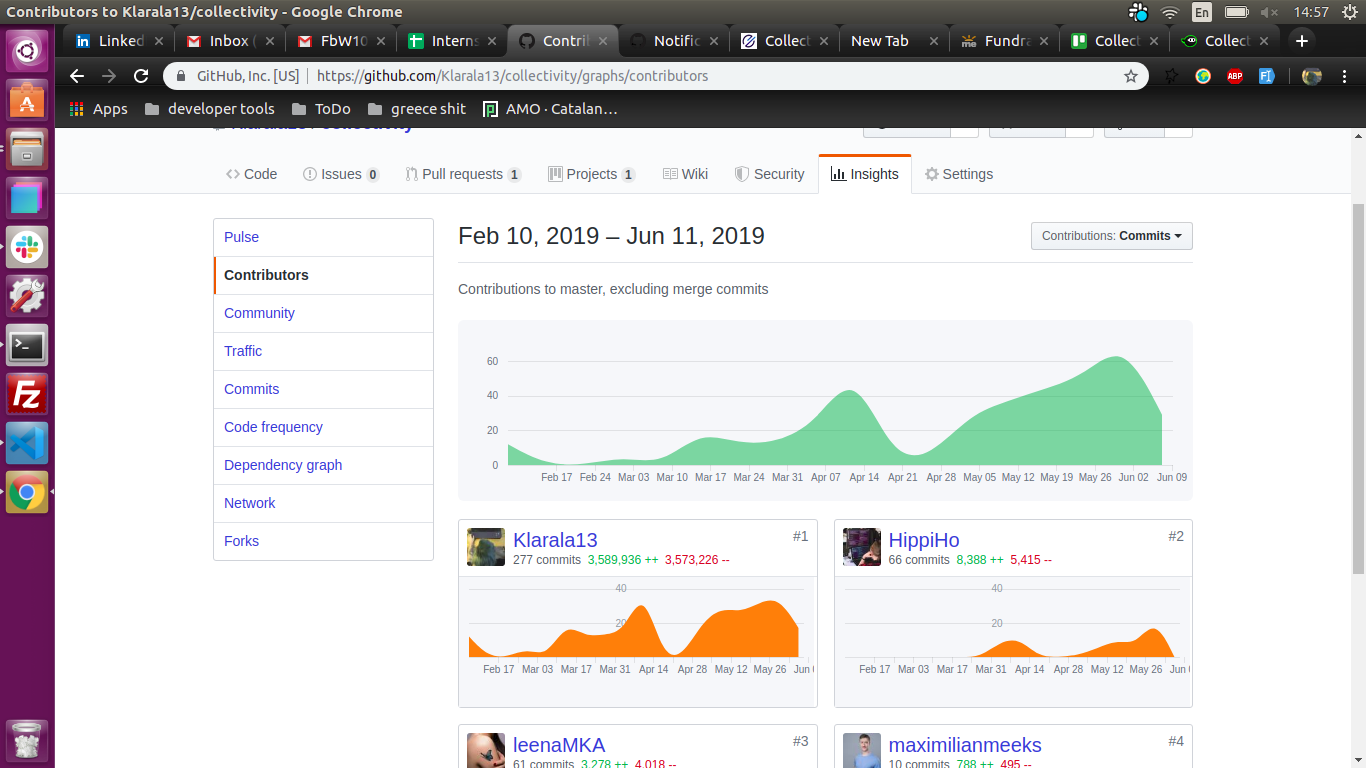 Contributors to Klarala13/collectivity - Google Chrome En 14:57
Linked Inbox ( FbW10 Interns Contrib Notific Collect New Tab Fundra Collect Collect
GitHub, Inc. [US] https://github.com/Klarala13/collectivity/graphs/contributors
Apps developer tools ToDo greece shit AMO · Catalan…
Code Issues 0 Pull requests 1 Projects 1 Wiki Security Insights Settings
Pulse
Contributors
Community
Traffic
Commits
Code frequency
Dependency graph
Network
Forks
Feb 10, 2019 – Jun 11, 2019
Contributions: Commits
Contributions to master, excluding merge commits
60
40
20
0
Feb 17 Feb 24 Mar 03 Mar 10 Mar 17 Mar 24 Mar 31 Apr 07 Apr 14 Apr 21 Apr 28 May 05 May 12 May 19 May 26 Jun 02 Jun 09
Klarala13 #1
277 commits 3,589,936 ++ 3,573,226 --
40
20
Feb 17 Mar 03 Mar 17 Mar 31 Apr 14 Apr 28 May 12 May 26 Jun
HippiHo #2
66 commits 8,388 ++ 5,415 --
40
20
Feb 17 Mar 03 Mar 17 Mar 31 Apr 14 Apr 28 May 12 May 26 Jun
leenaMKA #3
61 commits 3,278 ++ 4,018 --
maximilianmeeks #4
10 commits 788 ++ 495 --